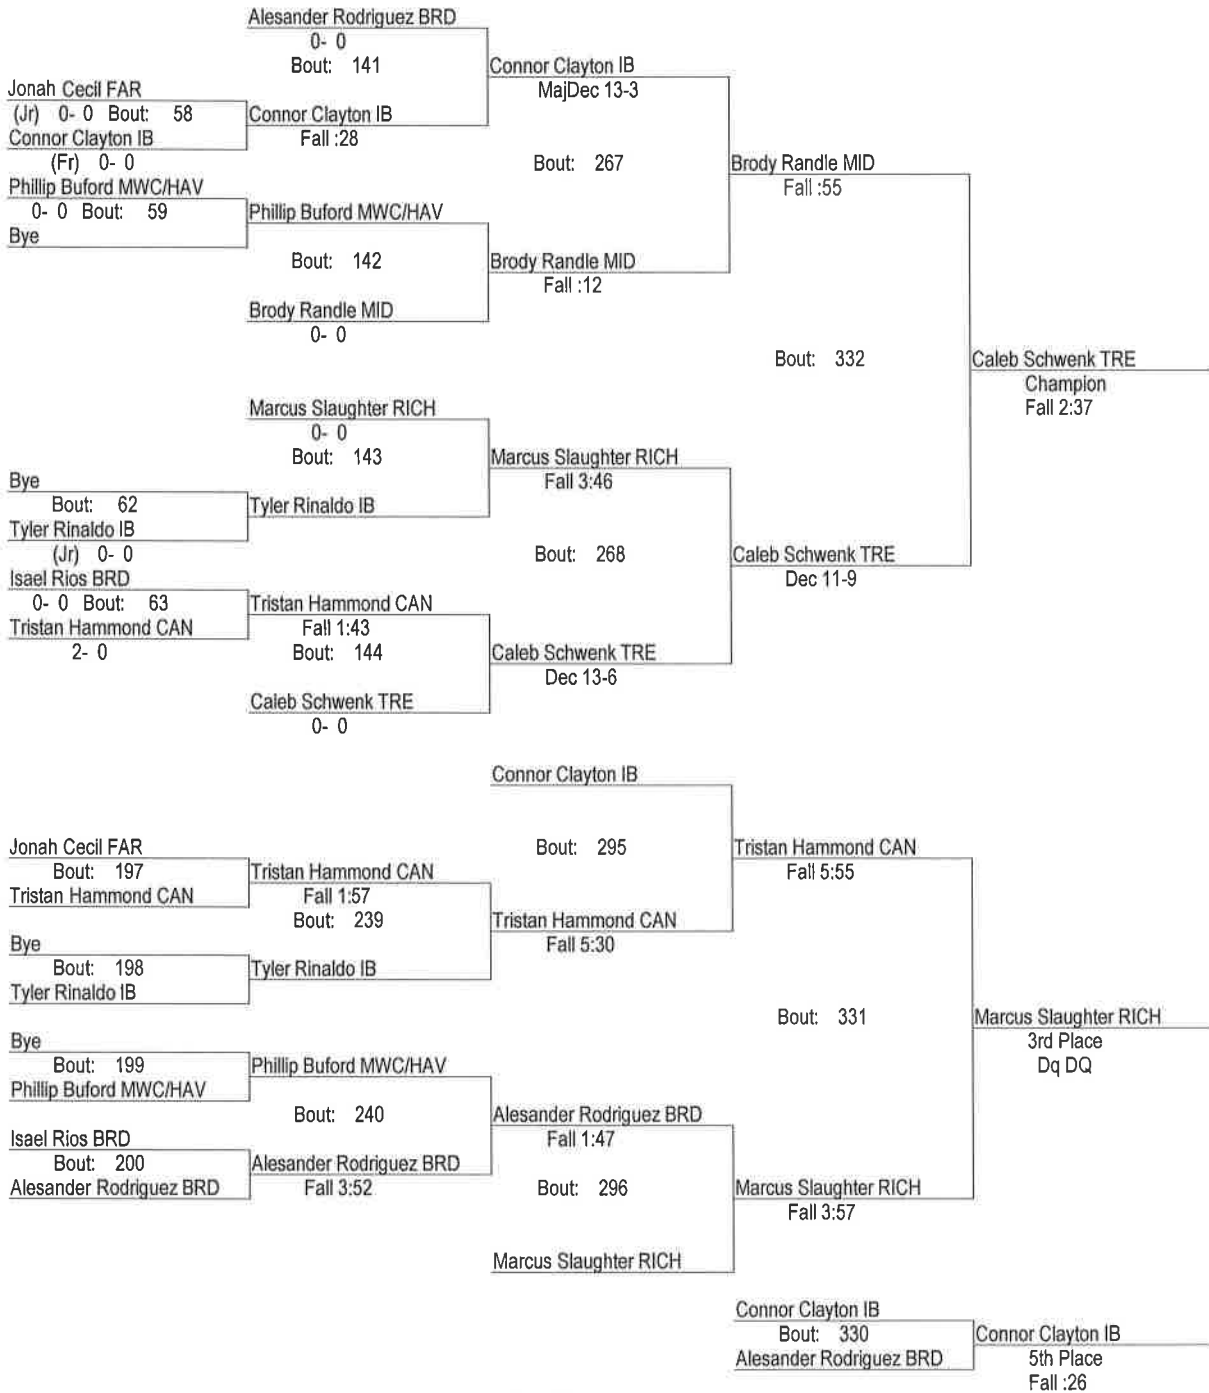 Alesander Rodriguez BRD
0- 0
Bout: 141
Connor Clayton IB
MajDec 13-3
Jonah Cecil FAR
(Jr) 0- 0 Bout: 58
Connor Clayton IB
(Fr) 0- 0
Connor Clayton IB
Fall :28
Bout: 267
Brody Randle MID
Fall :55
Phillip Buford MWC/HAV
0- 0 Bout: 59
Bye
Phillip Buford MWC/HAV
Bout: 142
Brody Randle MID
Fall :12
Brody Randle MID
0- 0
Bout: 332
Caleb Schwenk TRE
Champion
Fall 2:37
Marcus Slaughter RICH
0- 0
Bout: 143
Marcus Slaughter RICH
Fall 3:46
Bye
Bout: 62
Tyler Rinaldo IB
(Jr) 0- 0
Tyler Rinaldo IB
Bout: 268
Caleb Schwenk TRE
Dec 11-9
Isael Rios BRD
0- 0 Bout: 63
Tristan Hammond CAN
2- 0
Tristan Hammond CAN
Fall 1:43
Bout: 144
Caleb Schwenk TRE
Dec 13-6
Caleb Schwenk TRE
0- 0
Connor Clayton IB
Bout: 295
Tristan Hammond CAN
Fall 5:55
Jonah Cecil FAR
Bout: 197
Tristan Hammond CAN
Tristan Hammond CAN
Fall 1:57
Bout: 239
Tristan Hammond CAN
Fall 5:30
Bye
Bout: 198
Tyler Rinaldo IB
Tyler Rinaldo IB
Bout: 331
Marcus Slaughter RICH
3rd Place
Dq DQ
Bye
Bout: 199
Phillip Buford MWC/HAV
Phillip Buford MWC/HAV
Bout: 240
Alesander Rodriguez BRD
Fall 1:47
Isael Rios BRD
Bout: 200
Alesander Rodriguez BRD
Alesander Rodriguez BRD
Fall 3:52
Bout: 296
Marcus Slaughter RICH
Fall 3:57
Marcus Slaughter RICH
Connor Clayton IB
Bout: 330
Alesander Rodriguez BRD
Connor Clayton IB
5th Place
Fall :26